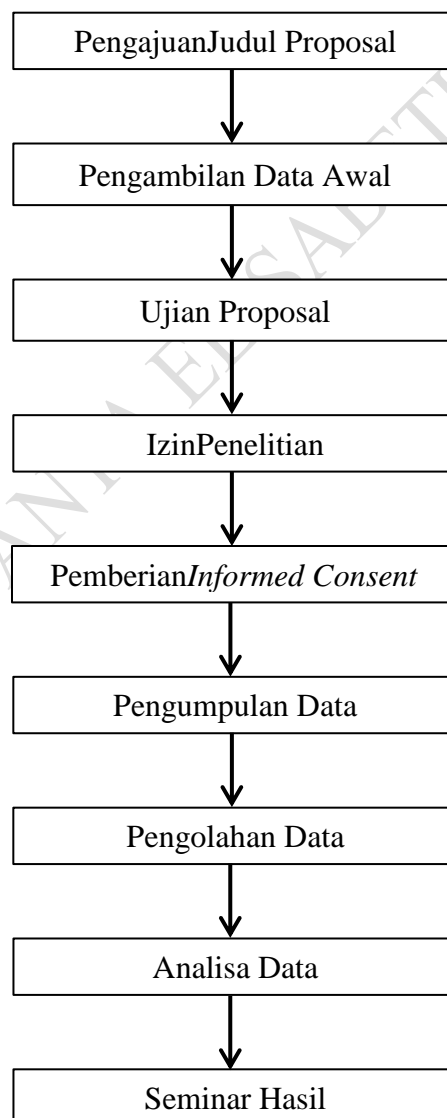 PengajuanJudul Proposal
Pengambilan Data Awal
Ujian Proposal
IzinPenelitian
PemberianInformed Consent
Pengumpulan Data
Pengolahan Data
Analisa Data
Seminar Hasil